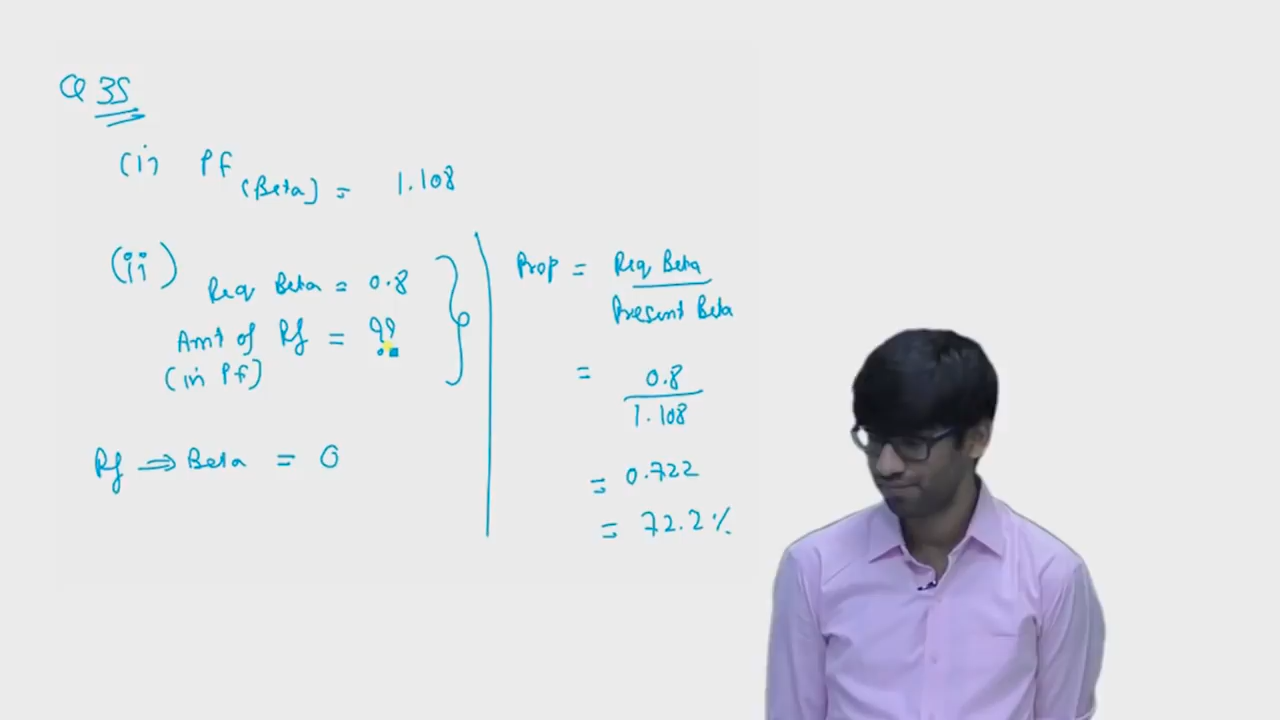 Q 35
(i) Pf (Beta) = 1.108
(ii)
Req Beta = 0.8
Amt of Rf = ??
(in Pf)
Rf ⇒ Beta = 0
Prop = Req Beta / Present Beta
= 0.8 / 1.108
= 0.722
= 72.2%